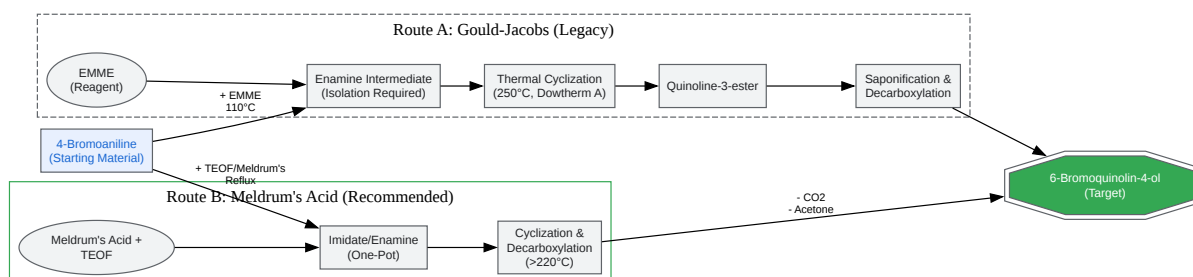 Route A: Gould-Jacobs (Legacy)
EMME
(Reagent)
+ EMME
110°C
Enamine Intermediate
(Isolation Required)
Thermal Cyclization
(250°C, Dowtherm A)
Quinoline-3-ester
Saponification &
Decarboxylation
4-Bromoaniline
(Starting Material)
+ TEOF/Meldrum's
Reflux
6-Bromoquinolin-4-ol
(Target)
Route B: Meldrum's Acid (Recommended)
Meldrum's Acid +
TEOF
Imidate/Enamine
(One-Pot)
Cyclization &
Decarboxylation
(>220°C)
- CO2
- Acetone